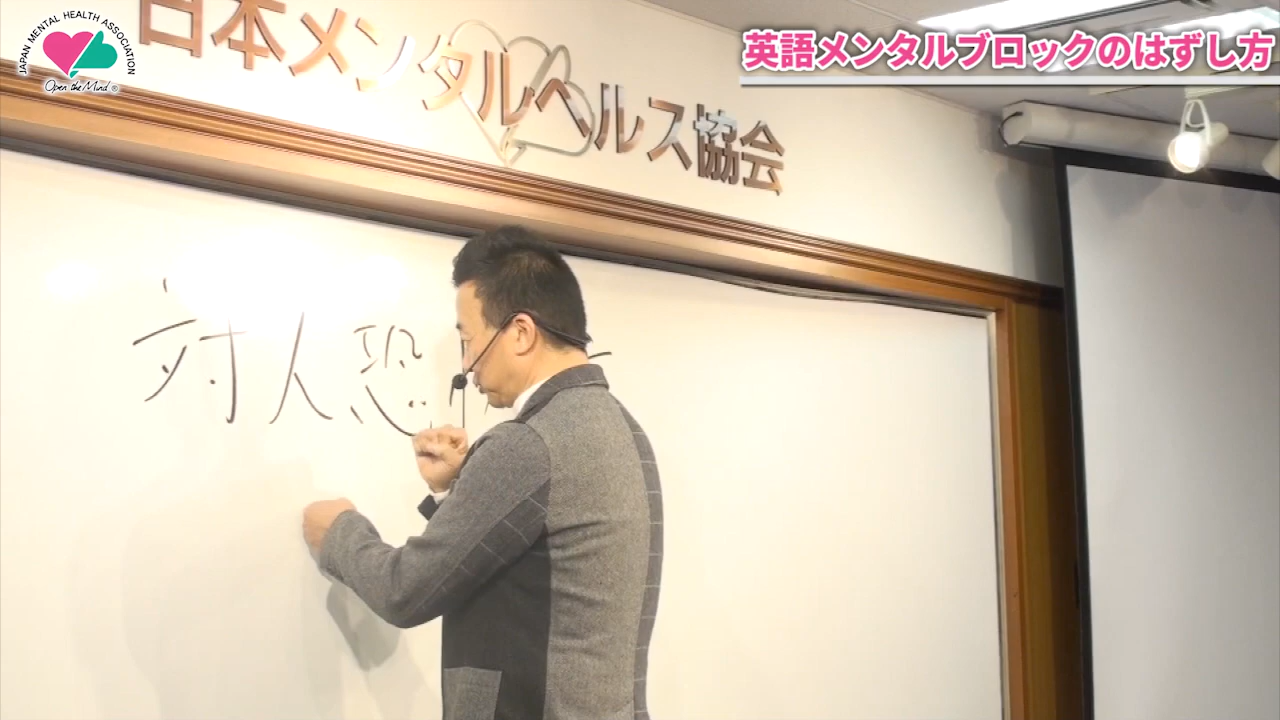 JAPAN MENTAL HEALTH ASSOCIATION
Open the Mind ®
英語メンタルブロックのはずし方
日本メンタルヘルス協会
対人恐